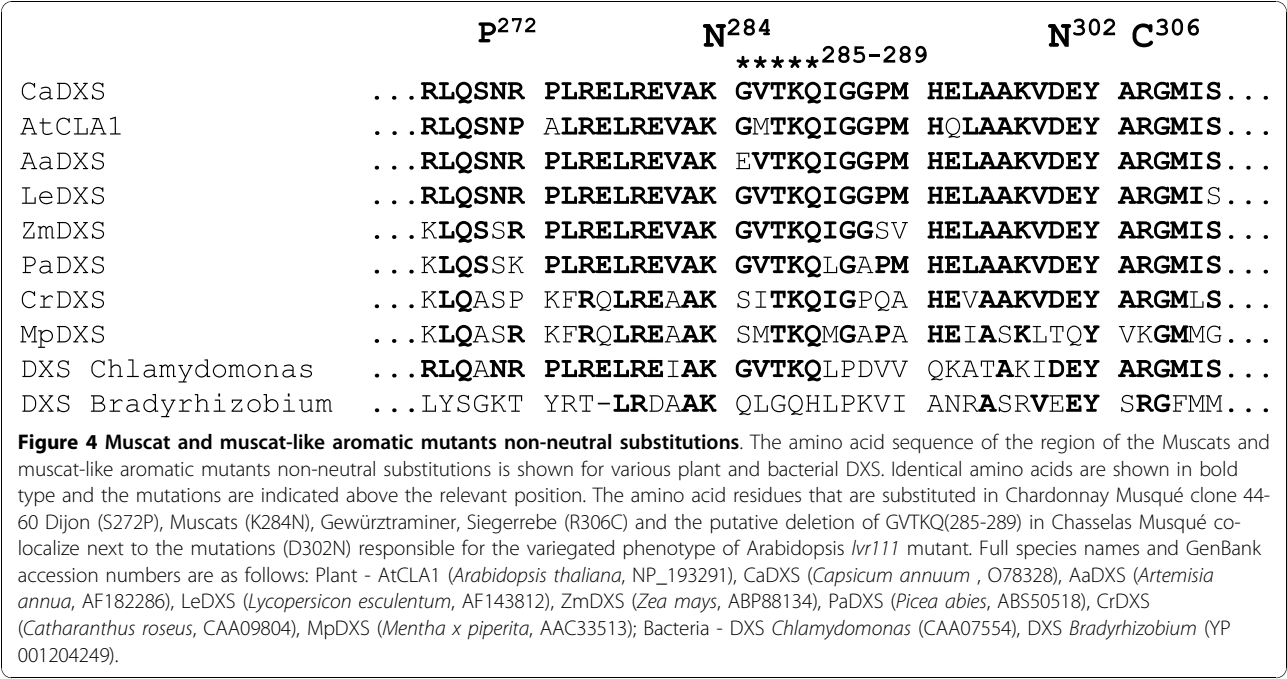 P272 N284 N302 C306
*****285-289
CaDXS ...RLQSNR PLRELREVAK GVTKQIGGPM HELAAKVDEY ARGMIS...
AtCLA1 ...RLQSNP ALRELREVAK GMTKQIGGPM HQLAAKVDEY ARGMIS...
AaDXS ...RLQSNR PLRELREVAK EVTKQIGGPM HELAAKVDEY ARGMIS...
LeDXS ...RLQSNR PLRELREVAK GVTKQIGGPM HELAAKVDEY ARGMIS...
ZmDXS ...KLQSSR PLRELREVAK GVTKQIGGSV HELAAKVDEY ARGMIS...
PaDXS ...KLQSSK PLRELREVAK GVTKQLGAPM HELAAKVDEY ARGMIS...
CrDXS ...KLQASP KFRQLREAAK SITKQIGPQA HEVAAKVDEY ARGMLS...
MpDXS ...KLQASR KFRQLREAAK SMTKQMGAPA HEIASKLTQY VKGMMG...
DXS Chlamydomonas ...RLQANR PLRELREIAK GVTKQLPDVV QKATAKIDEY ARGMIS...
DXS Bradyrhizobium ...LYSGKT YRT-LRDAAK QLGQHLPKVI ANRASRVEEY SRGFMM...
Figure 4 Muscat and muscat-like aromatic mutants non-neutral substitutions. The amino acid sequence of the region of the Muscats and
muscat-like aromatic mutants non-neutral substitutions is shown for various plant and bacterial DXS. Identical amino acids are shown in bold
type and the mutations are indicated above the relevant position. The amino acid residues that are substituted in Chardonnay Musqué clone 44-
60 Dijon (S272P), Muscats (K284N), Gewürztraminer, Siegerrebe (R306C) and the putative deletion of GVTKQ(285-289) in Chasselas Musqué co-
localize next to the mutations (D302N) responsible for the variegated phenotype of Arabidopsis lvr111 mutant. Full species names and GenBank
accession numbers are as follows: Plant - AtCLA1 (Arabidopsis thaliana, NP_193291), CaDXS (Capsicum annuum , O78328), AaDXS (Artemisia
annua, AF182286), LeDXS (Lycopersicon esculentum, AF143812), ZmDXS (Zea mays, ABP88134), PaDXS (Picea abies, ABS50518), CrDXS
(Catharanthus roseus, CAA09804), MpDXS (Mentha x piperita, AAC33513); Bacteria - DXS Chlamydomonas (CAA07554), DXS Bradyrhizobium (YP
001204249).